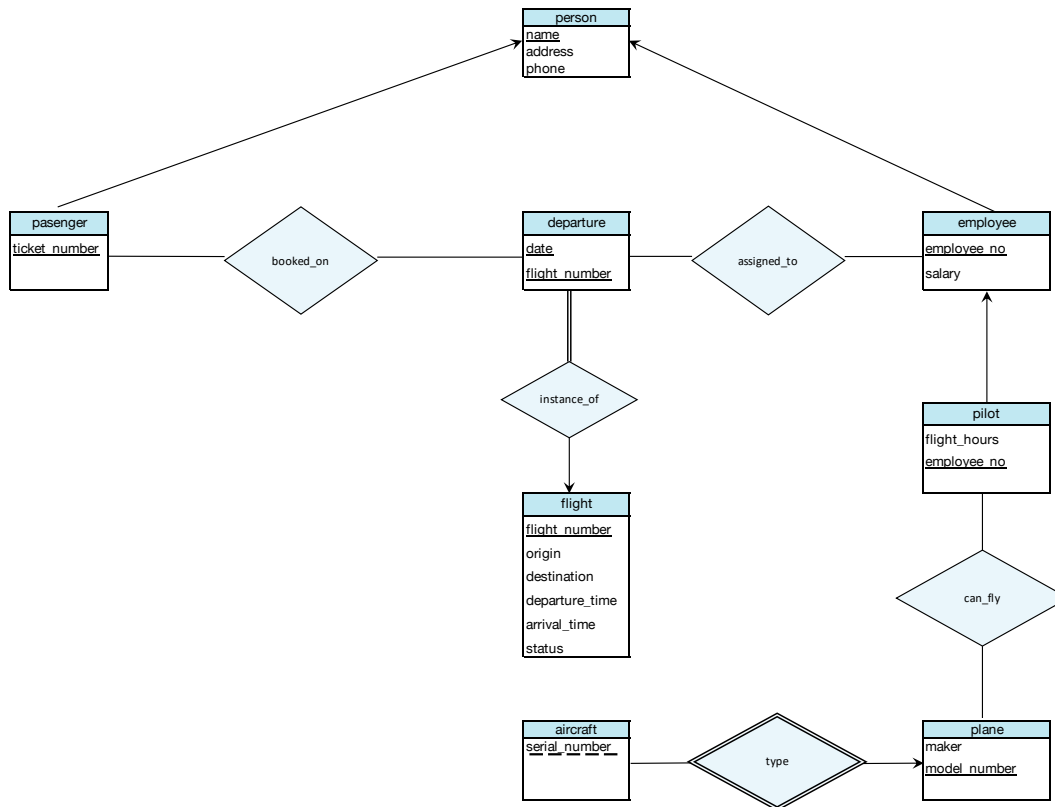 person
name
address
phone
pasenger
ticket_number
booked_on
departure
date
flight_number
assigned_to
employee
employee_no
salary
instance_of
pilot
flight_hours
employee_no
flight
flight_number
origin
destination
departure_time
arrival_time
status
can_fly
aircraft
serial_number
type
plane
maker
model_number